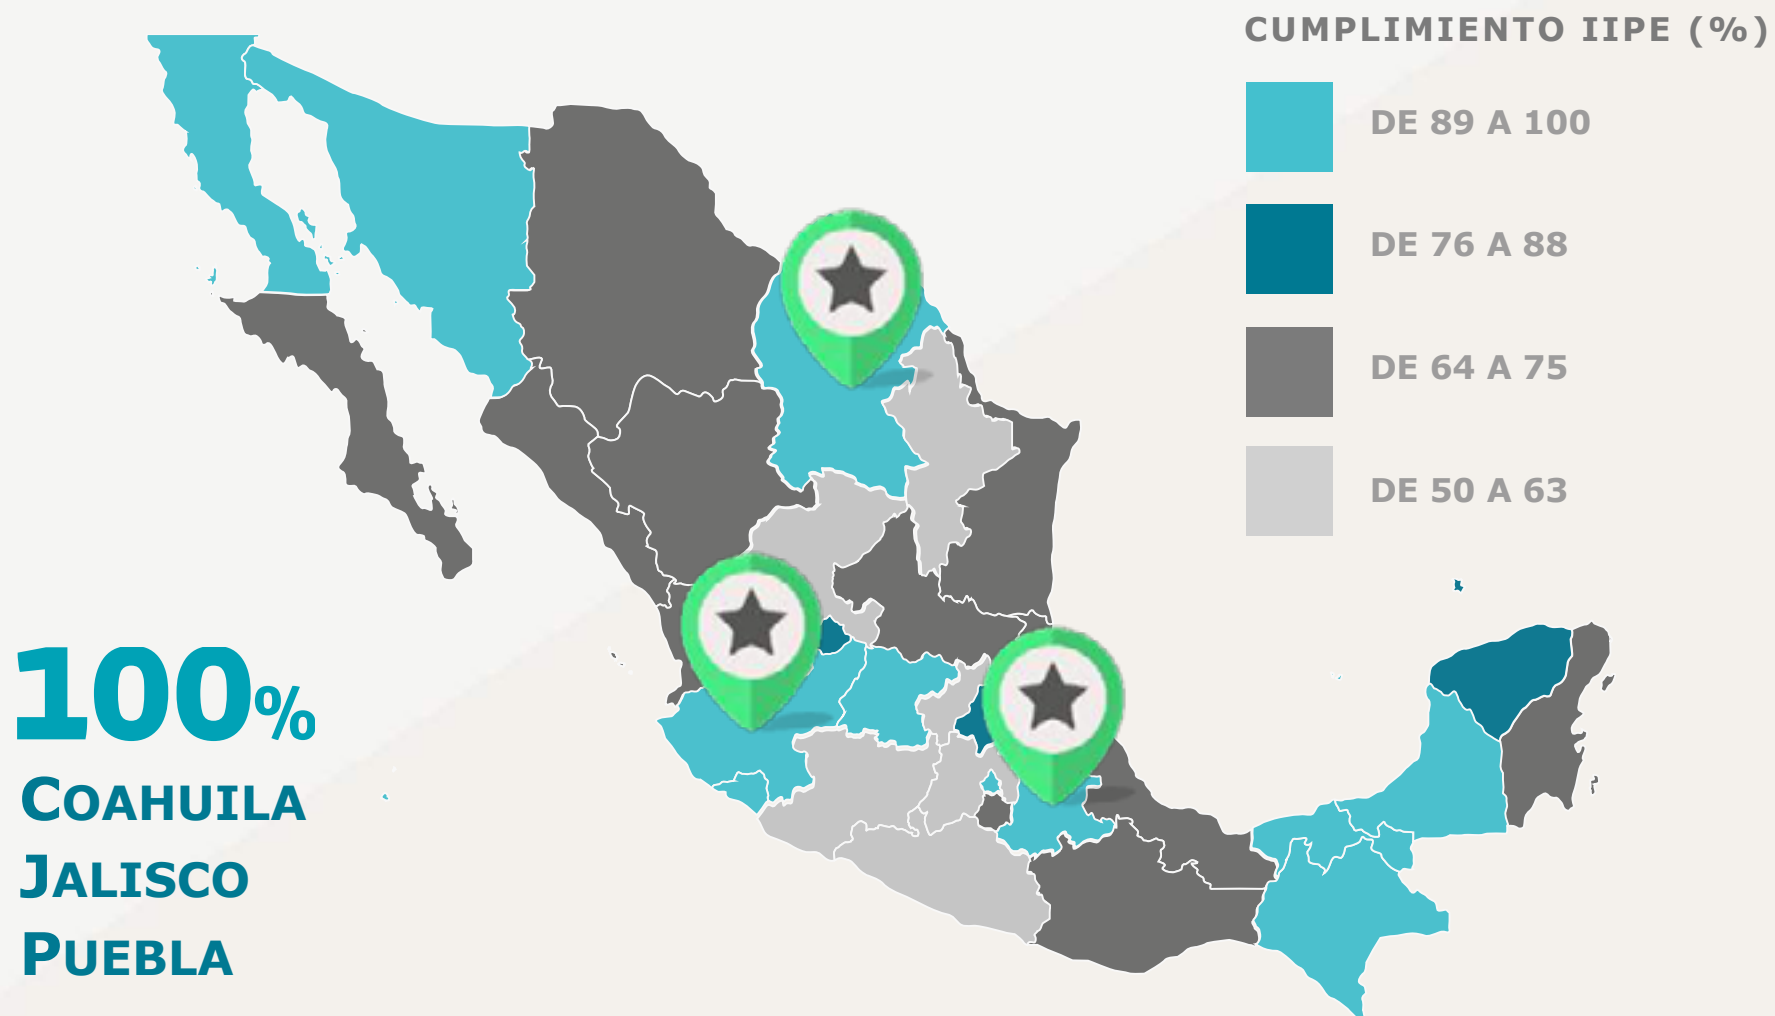 CUMPLIMIENTO IIPE (%)
DE 89 A 100
DE 76 A 88
DE 64 A 75
DE 50 A 63
100%
COAHUILA
JALISCO
PUEBLA